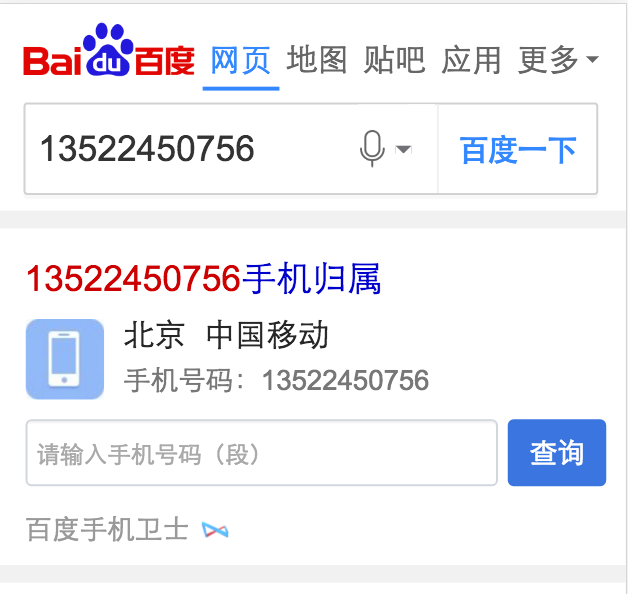 Bai du 百度 网页 地图 贴吧 应用 更多
13522450756 百度一下
13522450756手机归属
北京 中国移动
手机号码：13522450756
请输入手机号码（段） 查询
百度手机卫士